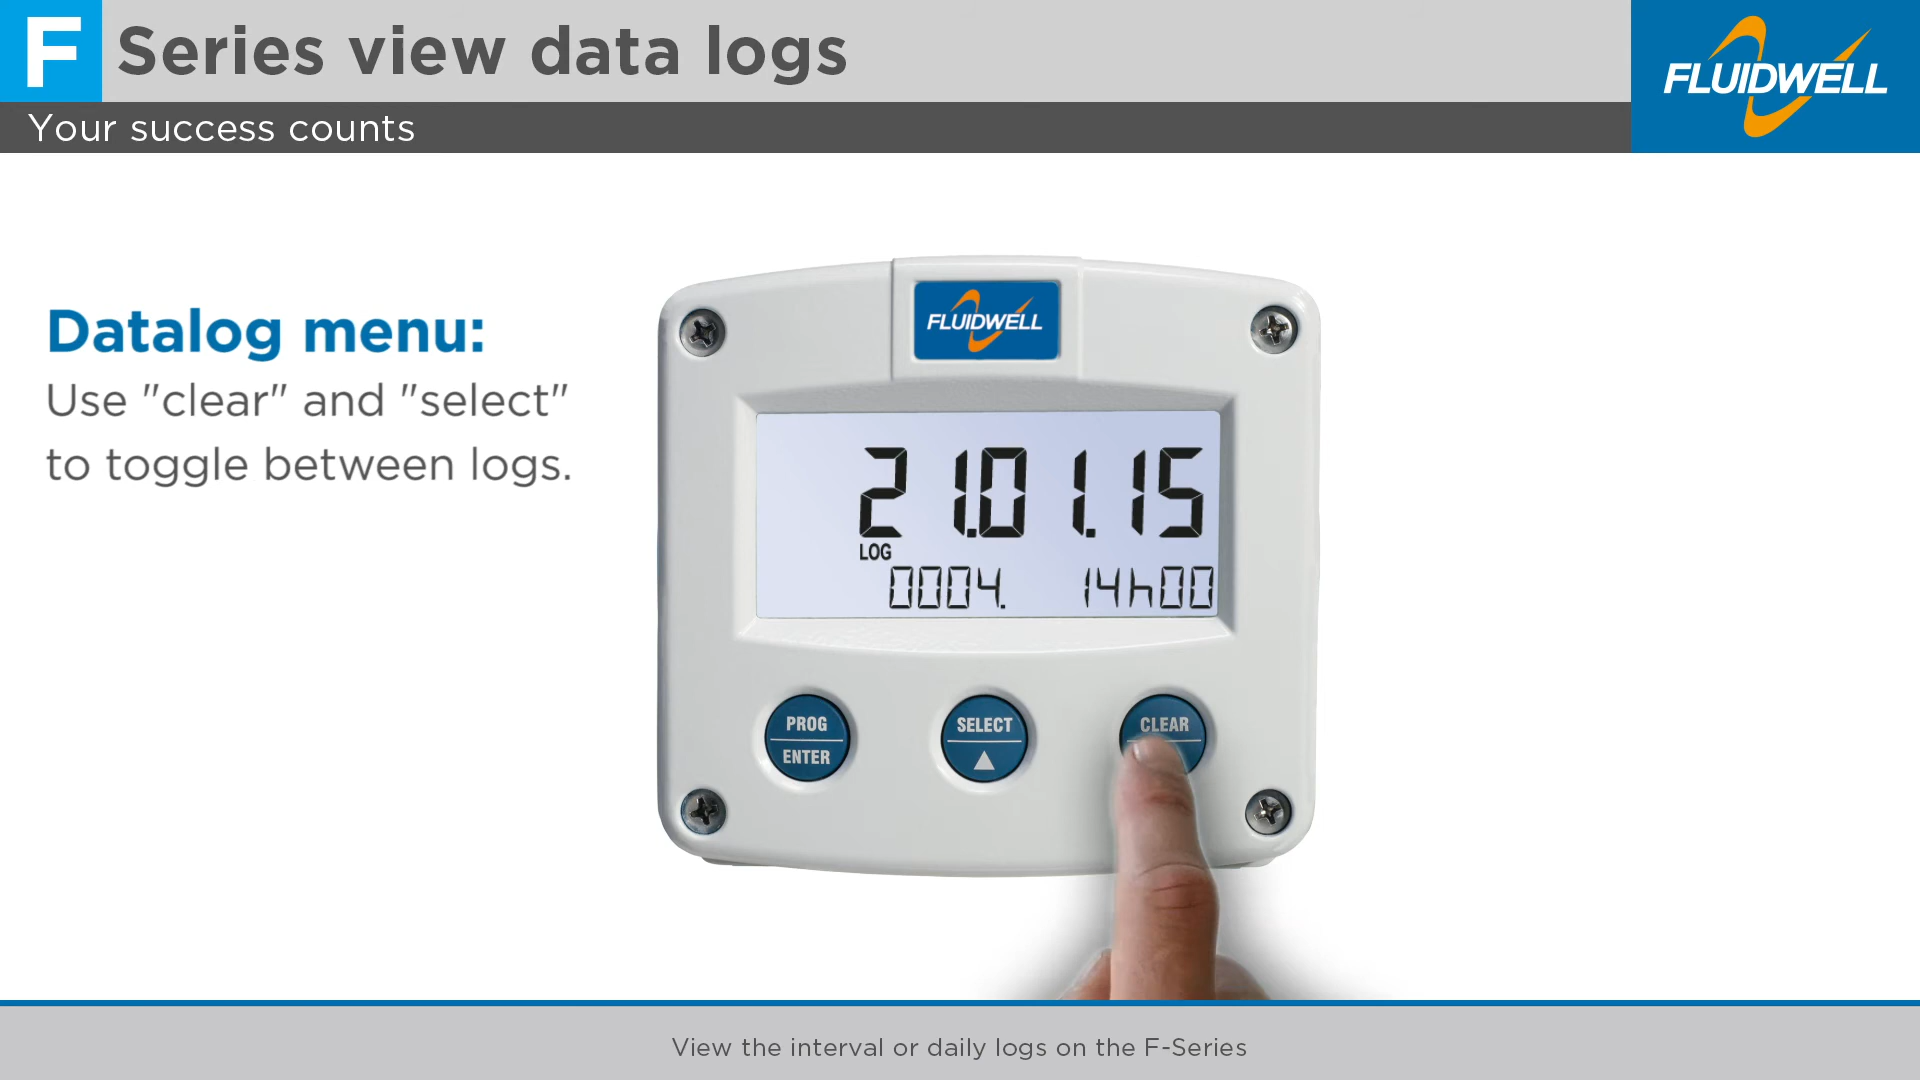 F Series view data logs
FLUIDWELL
Your success counts
Datalog menu:
Use "clear" and "select"
to toggle between logs.
FLUIDWELL
21.01.15
LOG
0004. 14h00
PROG
ENTER
SELECT
CLEAR
View the interval or daily logs on the F-Series